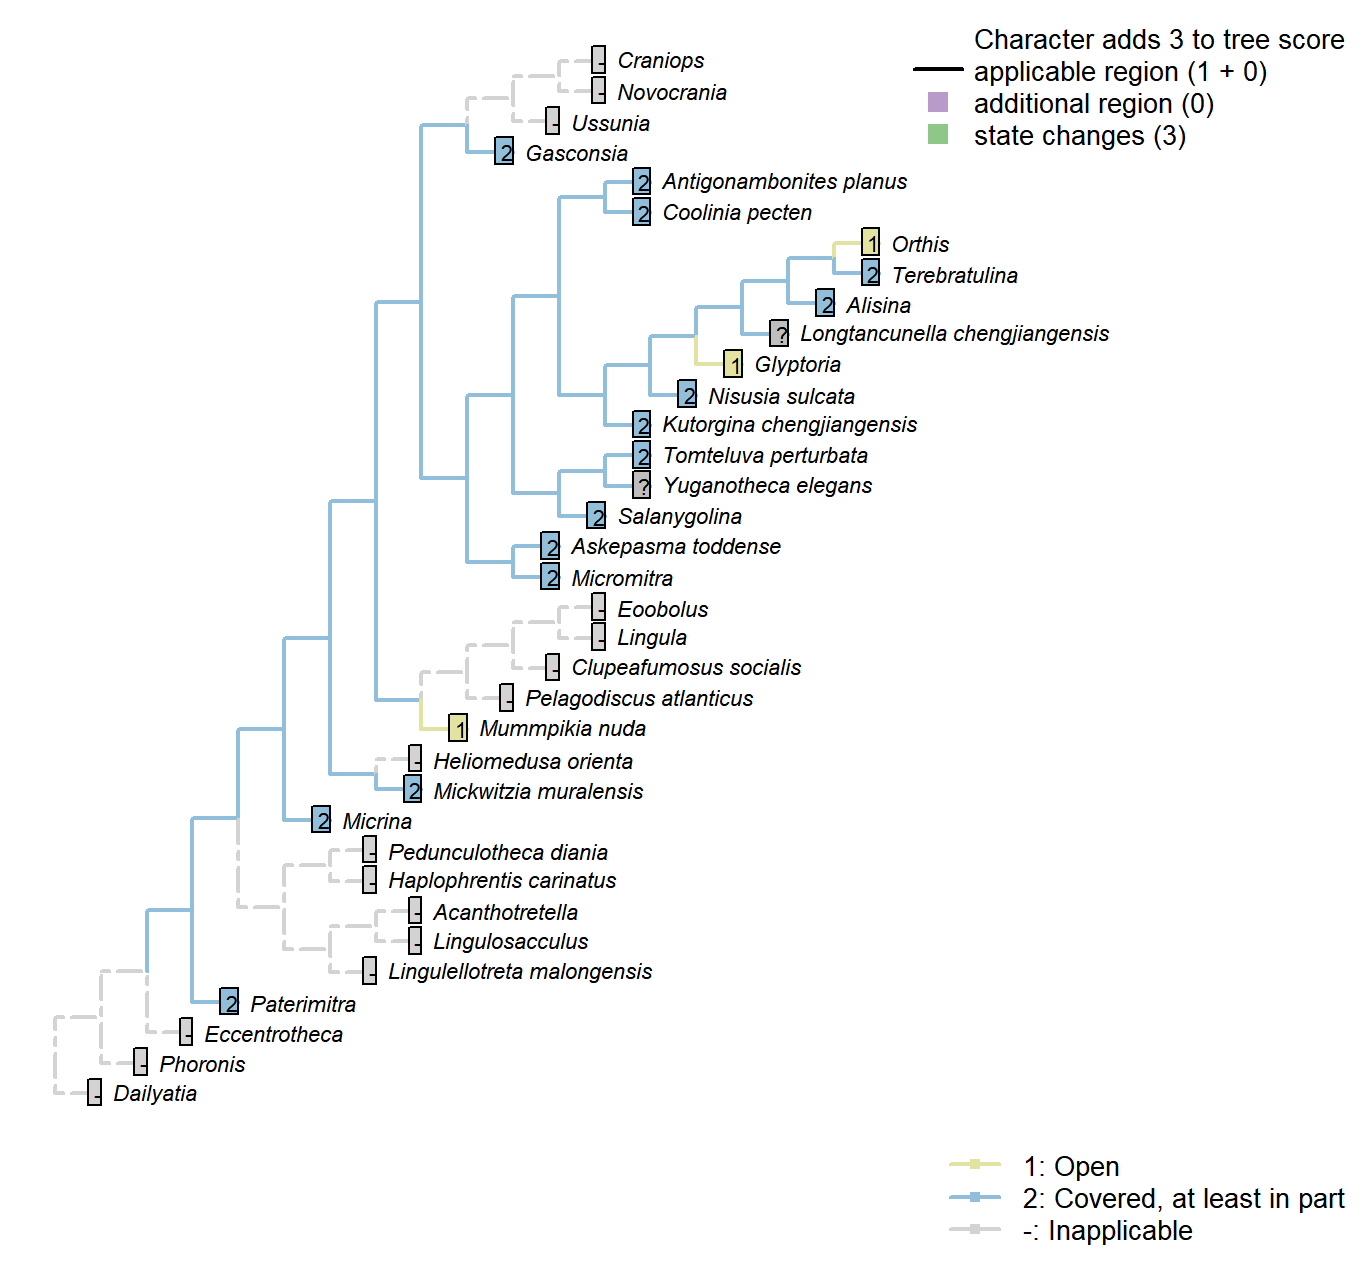 Character adds 3 to tree score
applicable region (1 + 0)
additional region (0)
state changes (3)
- Craniops
- Novocrania
- Ussunia
2 Gasconsia
2 Antigonambonites planus
2 Coolinia pecten
1 Orthis
2 Terebratulina
2 Alisina
? Longtancunella chengjiangensis
1 Glyptoria
2 Nisusia sulcata
2 Kutorgina chengjiangensis
2 Tomteluva perturbata
? Yuganotheca elegans
2 Salanygolina
2 Askepasma toddense
2 Micromitra
- Eoobolus
- Lingula
- Clupeafumosus socialis
- Pelagodiscus atlanticus
1 Mummpikia nuda
- Heliomedusa orienta
2 Mickwitzia muralensis
2 Micrina
- Pedunculotheca diania
- Haplophrentis carinatus
- Acanthotretella
- Lingulosacculus
- Lingulellotreta malongensis
2 Paterimitra
- Eccentrotheca
- Phoronis
- Dailyatia
1: Open
2: Covered, at least in part
-: Inapplicable